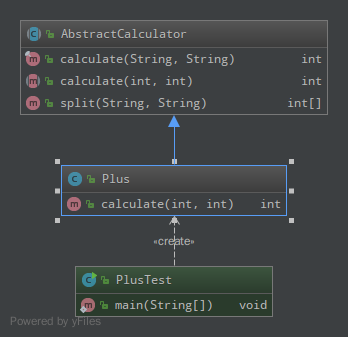 C AbstractCalculator
m calculate(String, String) int
m calculate(int, int) int
m split(String, String) int[]
C Plus
m calculate(int, int) int
«create»
C PlusTest
m main(String[]) void
Powered by yFiles